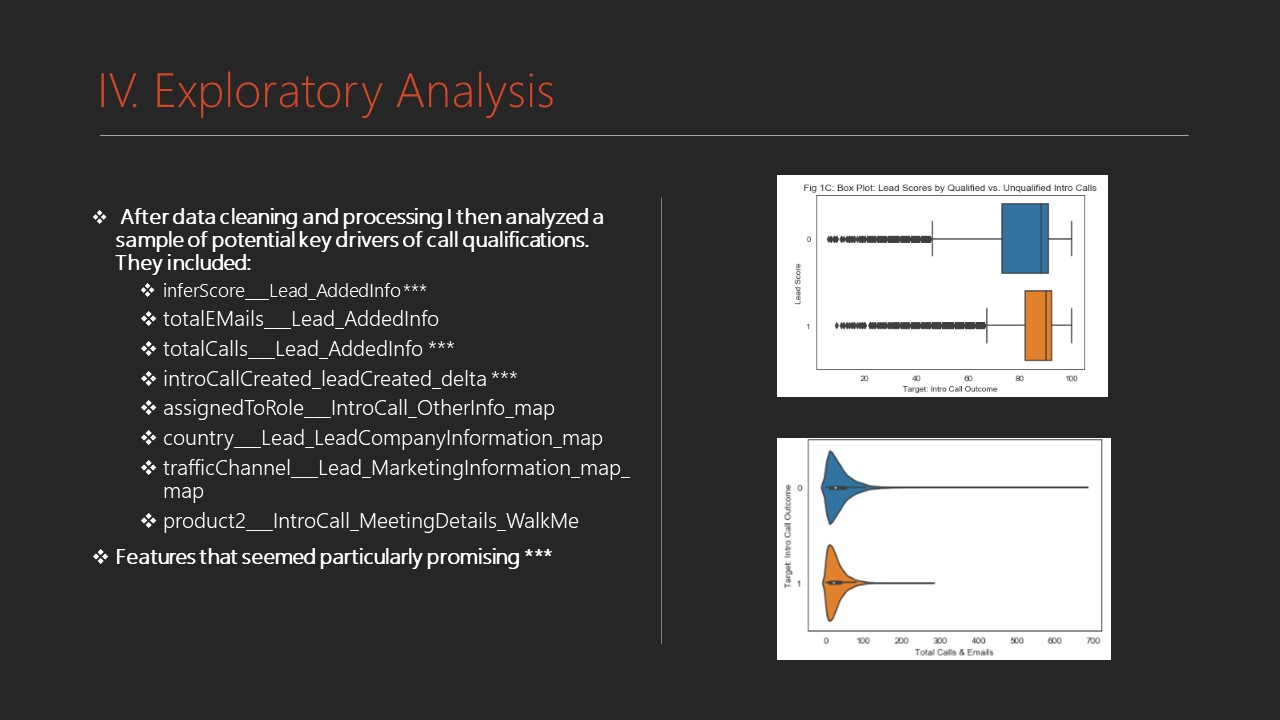 IV. Exploratory Analysis
❖ After data cleaning and processing I then analyzed a
sample of potential key drivers of call qualifications.
They included:
❖ inferScore___Lead_AddedInfo***
❖ totalEMails___Lead_AddedInfo
❖ totalCalls___Lead_AddedInfo ***
❖ introCallCreated_leadCreated_delta ***
❖ assignedToRole___IntroCall_OtherInfo_map
❖ country___Lead_LeadCompanyInformation_map
❖ trafficChannel___Lead_MarketingInformation_map_
map
❖ product2___IntroCall_MeetingDetails_WalkMe
❖ Features that seemed particularly promising ***
Fig 1C: Box Plot: Lead Scores by Qualified vs. Unqualified Intro Calls
Lead Score
0
1
20 40 60 80 100
Target: Intro Call Outcome
Target: Intro Call Outcome
0
1
0 100 200 300 400 500 600 700
Total Calls & Emails